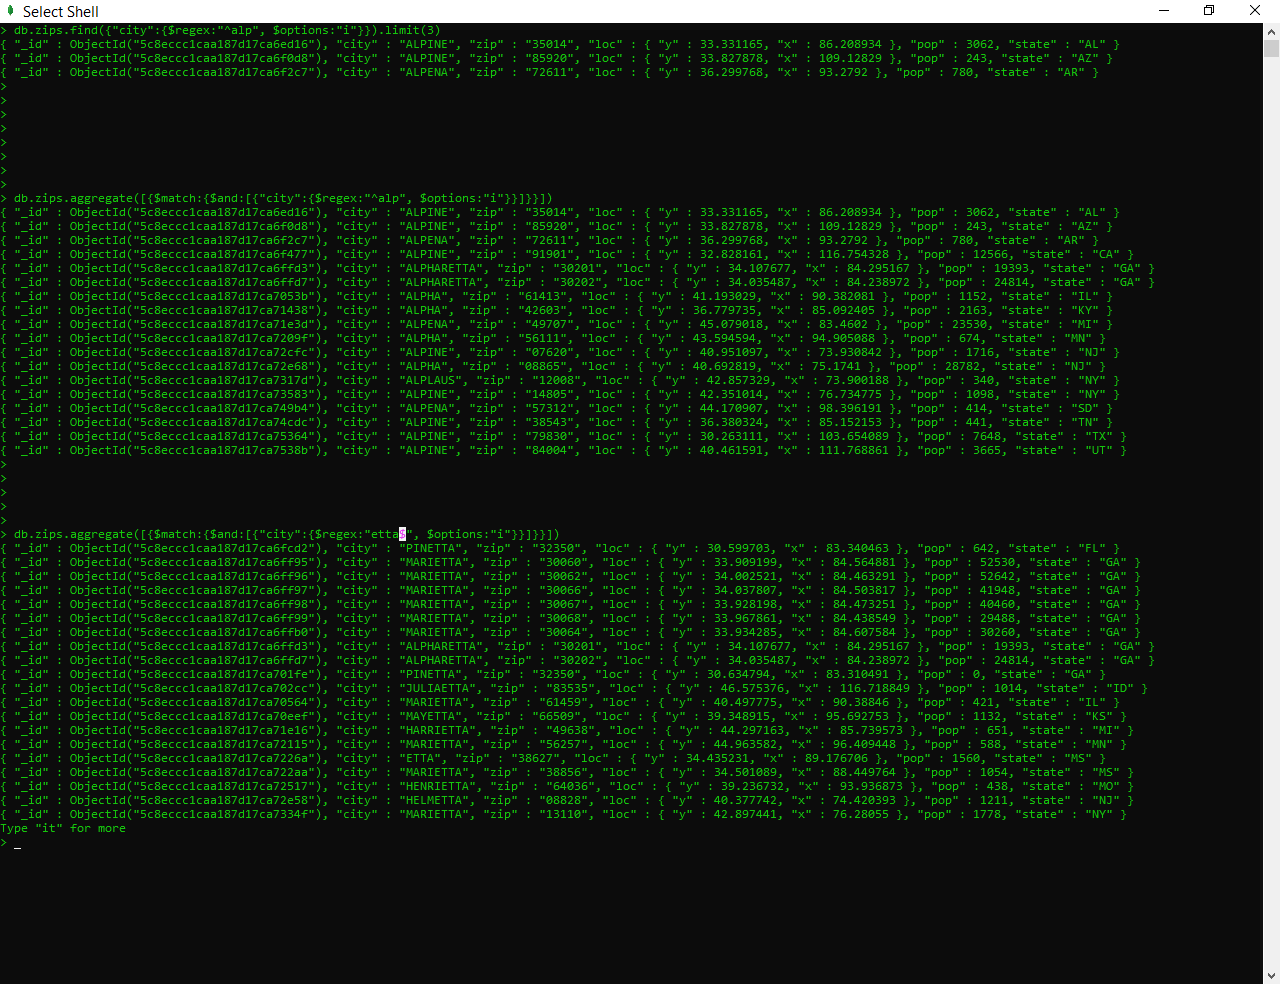 Select Shell
> db.zips.find({"city":{$regex:"^alp", $options:"i"}}).limit(3)
{ "_id" : ObjectId("5c8eccc1caa187d17ca6ed16"), "city" : "ALPINE", "zip" : "35014", "loc" : { "y" : 33.331165, "x" : 86.208934 }, "pop" : 3062, "state" : "AL" }
{ "_id" : ObjectId("5c8eccc1caa187d17ca6f0d8"), "city" : "ALPINE", "zip" : "85920", "loc" : { "y" : 33.827878, "x" : 109.12829 }, "pop" : 243, "state" : "AZ" }
{ "_id" : ObjectId("5c8eccc1caa187d17ca6f2c7"), "city" : "ALPENA", "zip" : "72611", "loc" : { "y" : 36.299768, "x" : 93.2792 }, "pop" : 780, "state" : "AR" }
>
>
>
>
>
>
>
>
> db.zips.aggregate([{$match:{$and:[{"city":{$regex:"^alp", $options:"i"}}]}}])
{ "_id" : ObjectId("5c8eccc1caa187d17ca6ed16"), "city" : "ALPINE", "zip" : "35014", "loc" : { "y" : 33.331165, "x" : 86.208934 }, "pop" : 3062, "state" : "AL" }
{ "_id" : ObjectId("5c8eccc1caa187d17ca6f0d8"), "city" : "ALPINE", "zip" : "85920", "loc" : { "y" : 33.827878, "x" : 109.12829 }, "pop" : 243, "state" : "AZ" }
{ "_id" : ObjectId("5c8eccc1caa187d17ca6f2c7"), "city" : "ALPENA", "zip" : "72611", "loc" : { "y" : 36.299768, "x" : 93.2792 }, "pop" : 780, "state" : "AR" }
{ "_id" : ObjectId("5c8eccc1caa187d17ca6f477"), "city" : "ALPINE", "zip" : "91901", "loc" : { "y" : 32.828161, "x" : 116.754328 }, "pop" : 12566, "state" : "CA" }
{ "_id" : ObjectId("5c8eccc1caa187d17ca6ffd3"), "city" : "ALPHARETTA", "zip" : "30201", "loc" : { "y" : 34.107677, "x" : 84.295167 }, "pop" : 19393, "state" : "GA" }
{ "_id" : ObjectId("5c8eccc1caa187d17ca6ffd7"), "city" : "ALPHARETTA", "zip" : "30202", "loc" : { "y" : 34.035487, "x" : 84.238972 }, "pop" : 24814, "state" : "GA" }
{ "_id" : ObjectId("5c8eccc1caa187d17ca7053b"), "city" : "ALPHA", "zip" : "61413", "loc" : { "y" : 41.193029, "x" : 90.382081 }, "pop" : 1152, "state" : "IL" }
{ "_id" : ObjectId("5c8eccc1caa187d17ca71438"), "city" : "ALPHA", "zip" : "42603", "loc" : { "y" : 36.779735, "x" : 85.092405 }, "pop" : 2163, "state" : "KY" }
{ "_id" : ObjectId("5c8eccc1caa187d17ca71e3d"), "city" : "ALPENA", "zip" : "49707", "loc" : { "y" : 45.079018, "x" : 83.4602 }, "pop" : 23530, "state" : "MI" }
{ "_id" : ObjectId("5c8eccc1caa187d17ca7209f"), "city" : "ALPHA", "zip" : "56111", "loc" : { "y" : 43.594594, "x" : 94.905088 }, "pop" : 674, "state" : "MN" }
{ "_id" : ObjectId("5c8eccc1caa187d17ca72cfc"), "city" : "ALPINE", "zip" : "07620", "loc" : { "y" : 40.951097, "x" : 73.930842 }, "pop" : 1716, "state" : "NJ" }
{ "_id" : ObjectId("5c8eccc1caa187d17ca72e68"), "city" : "ALPHA", "zip" : "08865", "loc" : { "y" : 40.692819, "x" : 75.1741 }, "pop" : 28782, "state" : "NJ" }
{ "_id" : ObjectId("5c8eccc1caa187d17ca7317d"), "city" : "ALPLAUS", "zip" : "12008", "loc" : { "y" : 42.857329, "x" : 73.900188 }, "pop" : 340, "state" : "NY" }
{ "_id" : ObjectId("5c8eccc1caa187d17ca73583"), "city" : "ALPINE", "zip" : "14805", "loc" : { "y" : 42.351014, "x" : 76.734775 }, "pop" : 1098, "state" : "NY" }
{ "_id" : ObjectId("5c8eccc1caa187d17ca749b4"), "city" : "ALPENA", "zip" : "57312", "loc" : { "y" : 44.170907, "x" : 98.396191 }, "pop" : 414, "state" : "SD" }
{ "_id" : ObjectId("5c8eccc1caa187d17ca74cdc"), "city" : "ALPINE", "zip" : "38543", "loc" : { "y" : 36.380324, "x" : 85.152153 }, "pop" : 441, "state" : "TN" }
{ "_id" : ObjectId("5c8eccc1caa187d17ca75364"), "city" : "ALPINE", "zip" : "79830", "loc" : { "y" : 30.263111, "x" : 103.654089 }, "pop" : 7648, "state" : "TX" }
{ "_id" : ObjectId("5c8eccc1caa187d17ca7538b"), "city" : "ALPINE", "zip" : "84004", "loc" : { "y" : 40.461591, "x" : 111.768861 }, "pop" : 3665, "state" : "UT" }
>
>
>
>
>
> db.zips.aggregate([{$match:{$and:[{"city":{$regex:"etta$", $options:"i"}}]}}])
{ "_id" : ObjectId("5c8eccc1caa187d17ca6fcd2"), "city" : "PINETTA", "zip" : "32350", "loc" : { "y" : 30.599703, "x" : 83.340463 }, "pop" : 642, "state" : "FL" }
{ "_id" : ObjectId("5c8eccc1caa187d17ca6ff95"), "city" : "MARIETTA", "zip" : "30060", "loc" : { "y" : 33.909199, "x" : 84.564881 }, "pop" : 52530, "state" : "GA" }
{ "_id" : ObjectId("5c8eccc1caa187d17ca6ff96"), "city" : "MARIETTA", "zip" : "30062", "loc" : { "y" : 34.002521, "x" : 84.463291 }, "pop" : 52642, "state" : "GA" }
{ "_id" : ObjectId("5c8eccc1caa187d17ca6ff97"), "city" : "MARIETTA", "zip" : "30066", "loc" : { "y" : 34.037807, "x" : 84.503817 }, "pop" : 41948, "state" : "GA" }
{ "_id" : ObjectId("5c8eccc1caa187d17ca6ff98"), "city" : "MARIETTA", "zip" : "30067", "loc" : { "y" : 33.928198, "x" : 84.473251 }, "pop" : 40460, "state" : "GA" }
{ "_id" : ObjectId("5c8eccc1caa187d17ca6ff99"), "city" : "MARIETTA", "zip" : "30068", "loc" : { "y" : 33.967861, "x" : 84.438549 }, "pop" : 29488, "state" : "GA" }
{ "_id" : ObjectId("5c8eccc1caa187d17ca6ffb0"), "city" : "MARIETTA", "zip" : "30064", "loc" : { "y" : 33.934285, "x" : 84.607584 }, "pop" : 30260, "state" : "GA" }
{ "_id" : ObjectId("5c8eccc1caa187d17ca6ffd3"), "city" : "ALPHARETTA", "zip" : "30201", "loc" : { "y" : 34.107677, "x" : 84.295167 }, "pop" : 19393, "state" : "GA" }
{ "_id" : ObjectId("5c8eccc1caa187d17ca6ffd7"), "city" : "ALPHARETTA", "zip" : "30202", "loc" : { "y" : 34.035487, "x" : 84.238972 }, "pop" : 24814, "state" : "GA" }
{ "_id" : ObjectId("5c8eccc1caa187d17ca701fe"), "city" : "PINETTA", "zip" : "32350", "loc" : { "y" : 30.634794, "x" : 83.310491 }, "pop" : 0, "state" : "GA" }
{ "_id" : ObjectId("5c8eccc1caa187d17ca702cc"), "city" : "JULIAETTA", "zip" : "83535", "loc" : { "y" : 46.575376, "x" : 116.718849 }, "pop" : 1014, "state" : "ID" }
{ "_id" : ObjectId("5c8eccc1caa187d17ca70564"), "city" : "MARIETTA", "zip" : "61459", "loc" : { "y" : 40.497775, "x" : 90.38846 }, "pop" : 421, "state" : "IL" }
{ "_id" : ObjectId("5c8eccc1caa187d17ca70eef"), "city" : "MAYETTA", "zip" : "66509", "loc" : { "y" : 39.348915, "x" : 95.692753 }, "pop" : 1132, "state" : "KS" }
{ "_id" : ObjectId("5c8eccc1caa187d17ca71e16"), "city" : "HARRIETTA", "zip" : "49638", "loc" : { "y" : 44.297163, "x" : 85.739573 }, "pop" : 651, "state" : "MI" }
{ "_id" : ObjectId("5c8eccc1caa187d17ca72115"), "city" : "MARIETTA", "zip" : "56257", "loc" : { "y" : 44.963582, "x" : 96.409448 }, "pop" : 588, "state" : "MN" }
{ "_id" : ObjectId("5c8eccc1caa187d17ca7226a"), "city" : "ETTA", "zip" : "38627", "loc" : { "y" : 34.435231, "x" : 89.176706 }, "pop" : 1560, "state" : "MS" }
{ "_id" : ObjectId("5c8eccc1caa187d17ca722aa"), "city" : "MARIETTA", "zip" : "38856", "loc" : { "y" : 34.501089, "x" : 88.449764 }, "pop" : 1054, "state" : "MS" }
{ "_id" : ObjectId("5c8eccc1caa187d17ca72517"), "city" : "HENRIETTA", "zip" : "64036", "loc" : { "y" : 39.236732, "x" : 93.936873 }, "pop" : 438, "state" : "MO" }
{ "_id" : ObjectId("5c8eccc1caa187d17ca72e58"), "city" : "HELMETTA", "zip" : "08828", "loc" : { "y" : 40.377742, "x" : 74.420393 }, "pop" : 1211, "state" : "NJ" }
{ "_id" : ObjectId("5c8eccc1caa187d17ca7334f"), "city" : "MARIETTA", "zip" : "13110", "loc" : { "y" : 42.897441, "x" : 76.28055 }, "pop" : 1778, "state" : "NY" }
Type "it" for more
> _